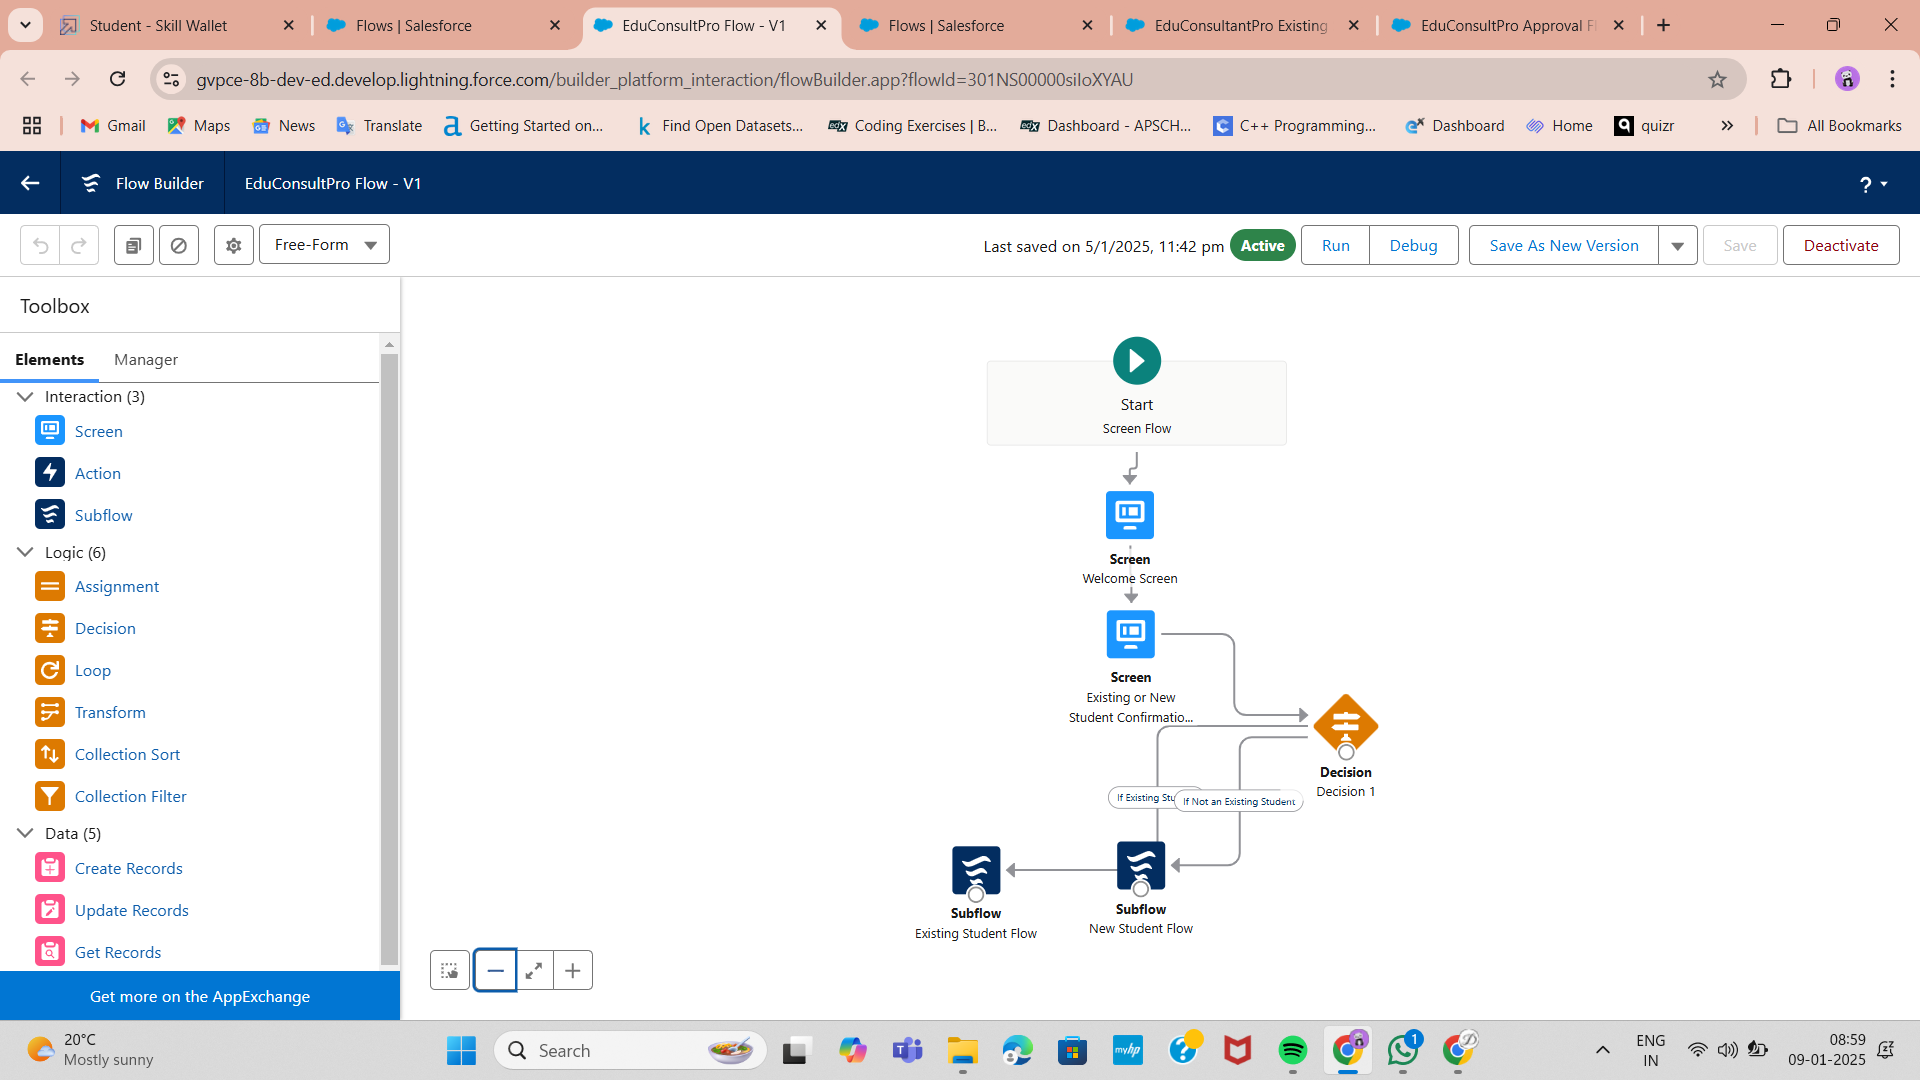 Student - Skill Wallet
Flows | Salesforce
EduConsultPro Flow - V1
Flows | Salesforce
EduConsultantPro Existing
EduConsultPro Approval Fl
gvpce-8b-dev-ed.develop.lightning.force.com/builder_platform_interaction/flowBuilder.app?flowId=301NS00000siIoXYAU
Gmail
Maps
News
Translate
Getting Started on...
Find Open Datasets...
Coding Exercises | B...
Dashboard - APSCH...
C++ Programming...
Dashboard
Home
quizr
All Bookmarks
Flow Builder
EduConsultPro Flow - V1
?
Free-Form
Last saved on 5/1/2025, 11:42 pm
Active
Run
Debug
Save As New Version
Save
Deactivate
Toolbox
Elements
Manager
Interaction (3)
Screen
Action
Subflow
Logic (6)
Assignment
Decision
Loop
Transform
Collection Sort
Collection Filter
Data (5)
Create Records
Update Records
Get Records
Get more on the AppExchange
Start
Screen Flow
Screen
Welcome Screen
Screen
Existing or New
Student Confirmatio...
Decision
Decision 1
If Existing Stu
If Not an Existing Student
Subflow
Existing Student Flow
Subflow
New Student Flow
20°C
Mostly sunny
Search
myhp
1
ENG
IN
08:59
09-01-2025